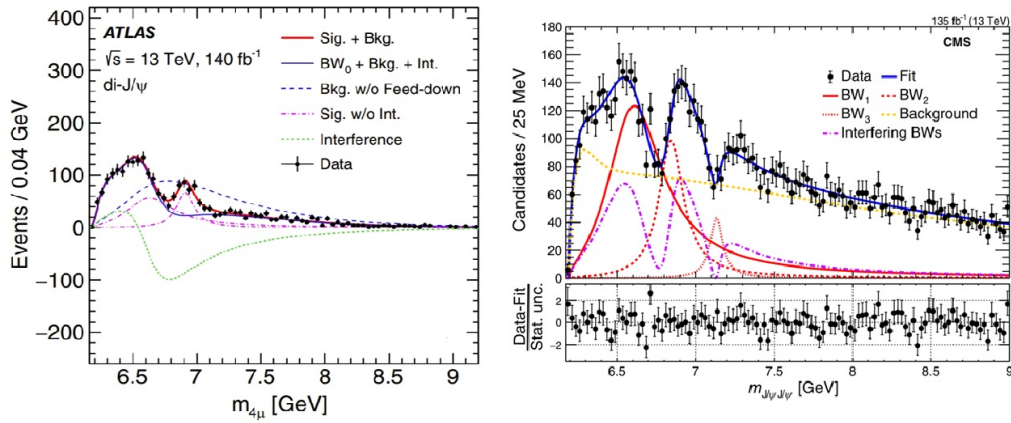 ATLAS
√s = 13 TeV, 140 fb⁻¹
di-J/ψ
Sig. + Bkg.
BW₀ + Bkg. + Int.
Bkg. w/o Feed-down
Sig. w/o Int.
Interference
Data
Events / 0.04 GeV
400
300
200
100
0
−100
−200
6.5 7 7.5 8 8.5 9
m₄μ [GeV]
135 fb⁻¹ (13 TeV)
CMS
Data Fit
BW₁ BW₂
BW₃ Background
Interfering BWs
Candidates / 25 MeV
180
160
140
120
100
80
60
40
20
0
Data-Fit
Stat. unc.
2
0
−2
6.5 7 7.5 8 8.5 9
m_J/ψJ/ψ [GeV]